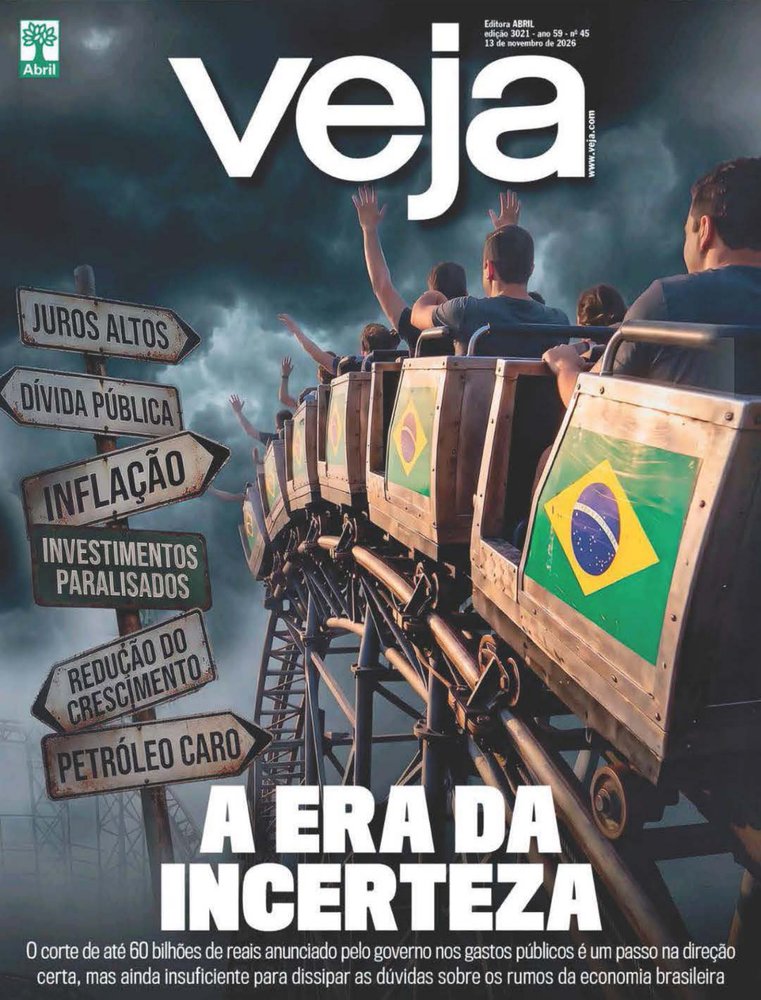 Abril
Editora ABRIL
edição 3021 - ano 59 - nº 45
13 de novembro de 2026
veja
www.veja.com
JUROS ALTOS
DÍVIDA PÚBLICA
INFLAÇÃO
INVESTIMENTOS
PARALISADOS
REDUÇÃO DO
CRESCIMENTO
PETRÓLEO CARO
A ERA DA
INCERTEZA
O corte de até 60 bilhões de reais anunciado pelo governo nos gastos públicos é um passo na direção
certa, mas ainda insuficiente para dissipar as dúvidas sobre os rumos da economia brasileira